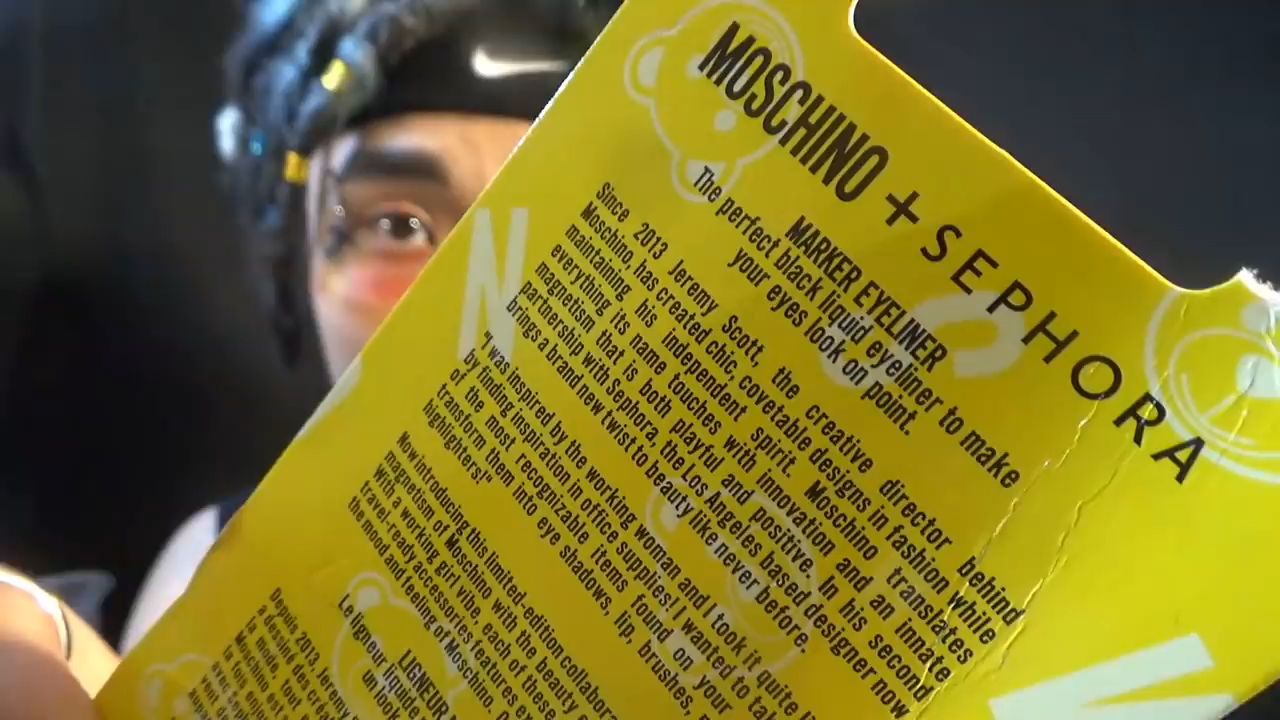 MOSCHINO + SEPHORA
MARKER EYELINER
The perfect black liquid eyeliner to make
your eyes look on point.
Since 2013 Jeremy Scott, the creative director behind
Moschino, has created chic, covetable designs in fashion while
maintaining his independent spirit. Moschino translates
everything its name touches with innovation and an innate
magnetism that is both playful and positive. In his second
partnership with Sephora, the Los Angeles based designer now
brings a brand new twist to beauty like never before.
"I was inspired by the working woman and I took it quite
by finding inspiration in office supplies! I wanted to
of the most recognizable items found on your
transform them into eye shadows, lip, brushes,
highlighters"
Now introducing this limited-edition
magnetism of Moschino with the beauty
With a working girl vibe, each of these
travel-ready accessories features
the mood and feeling of Moschino.
LIGNEUR
Le ligneur liquide
un look
Depuis 2013,
a dessiné des
N